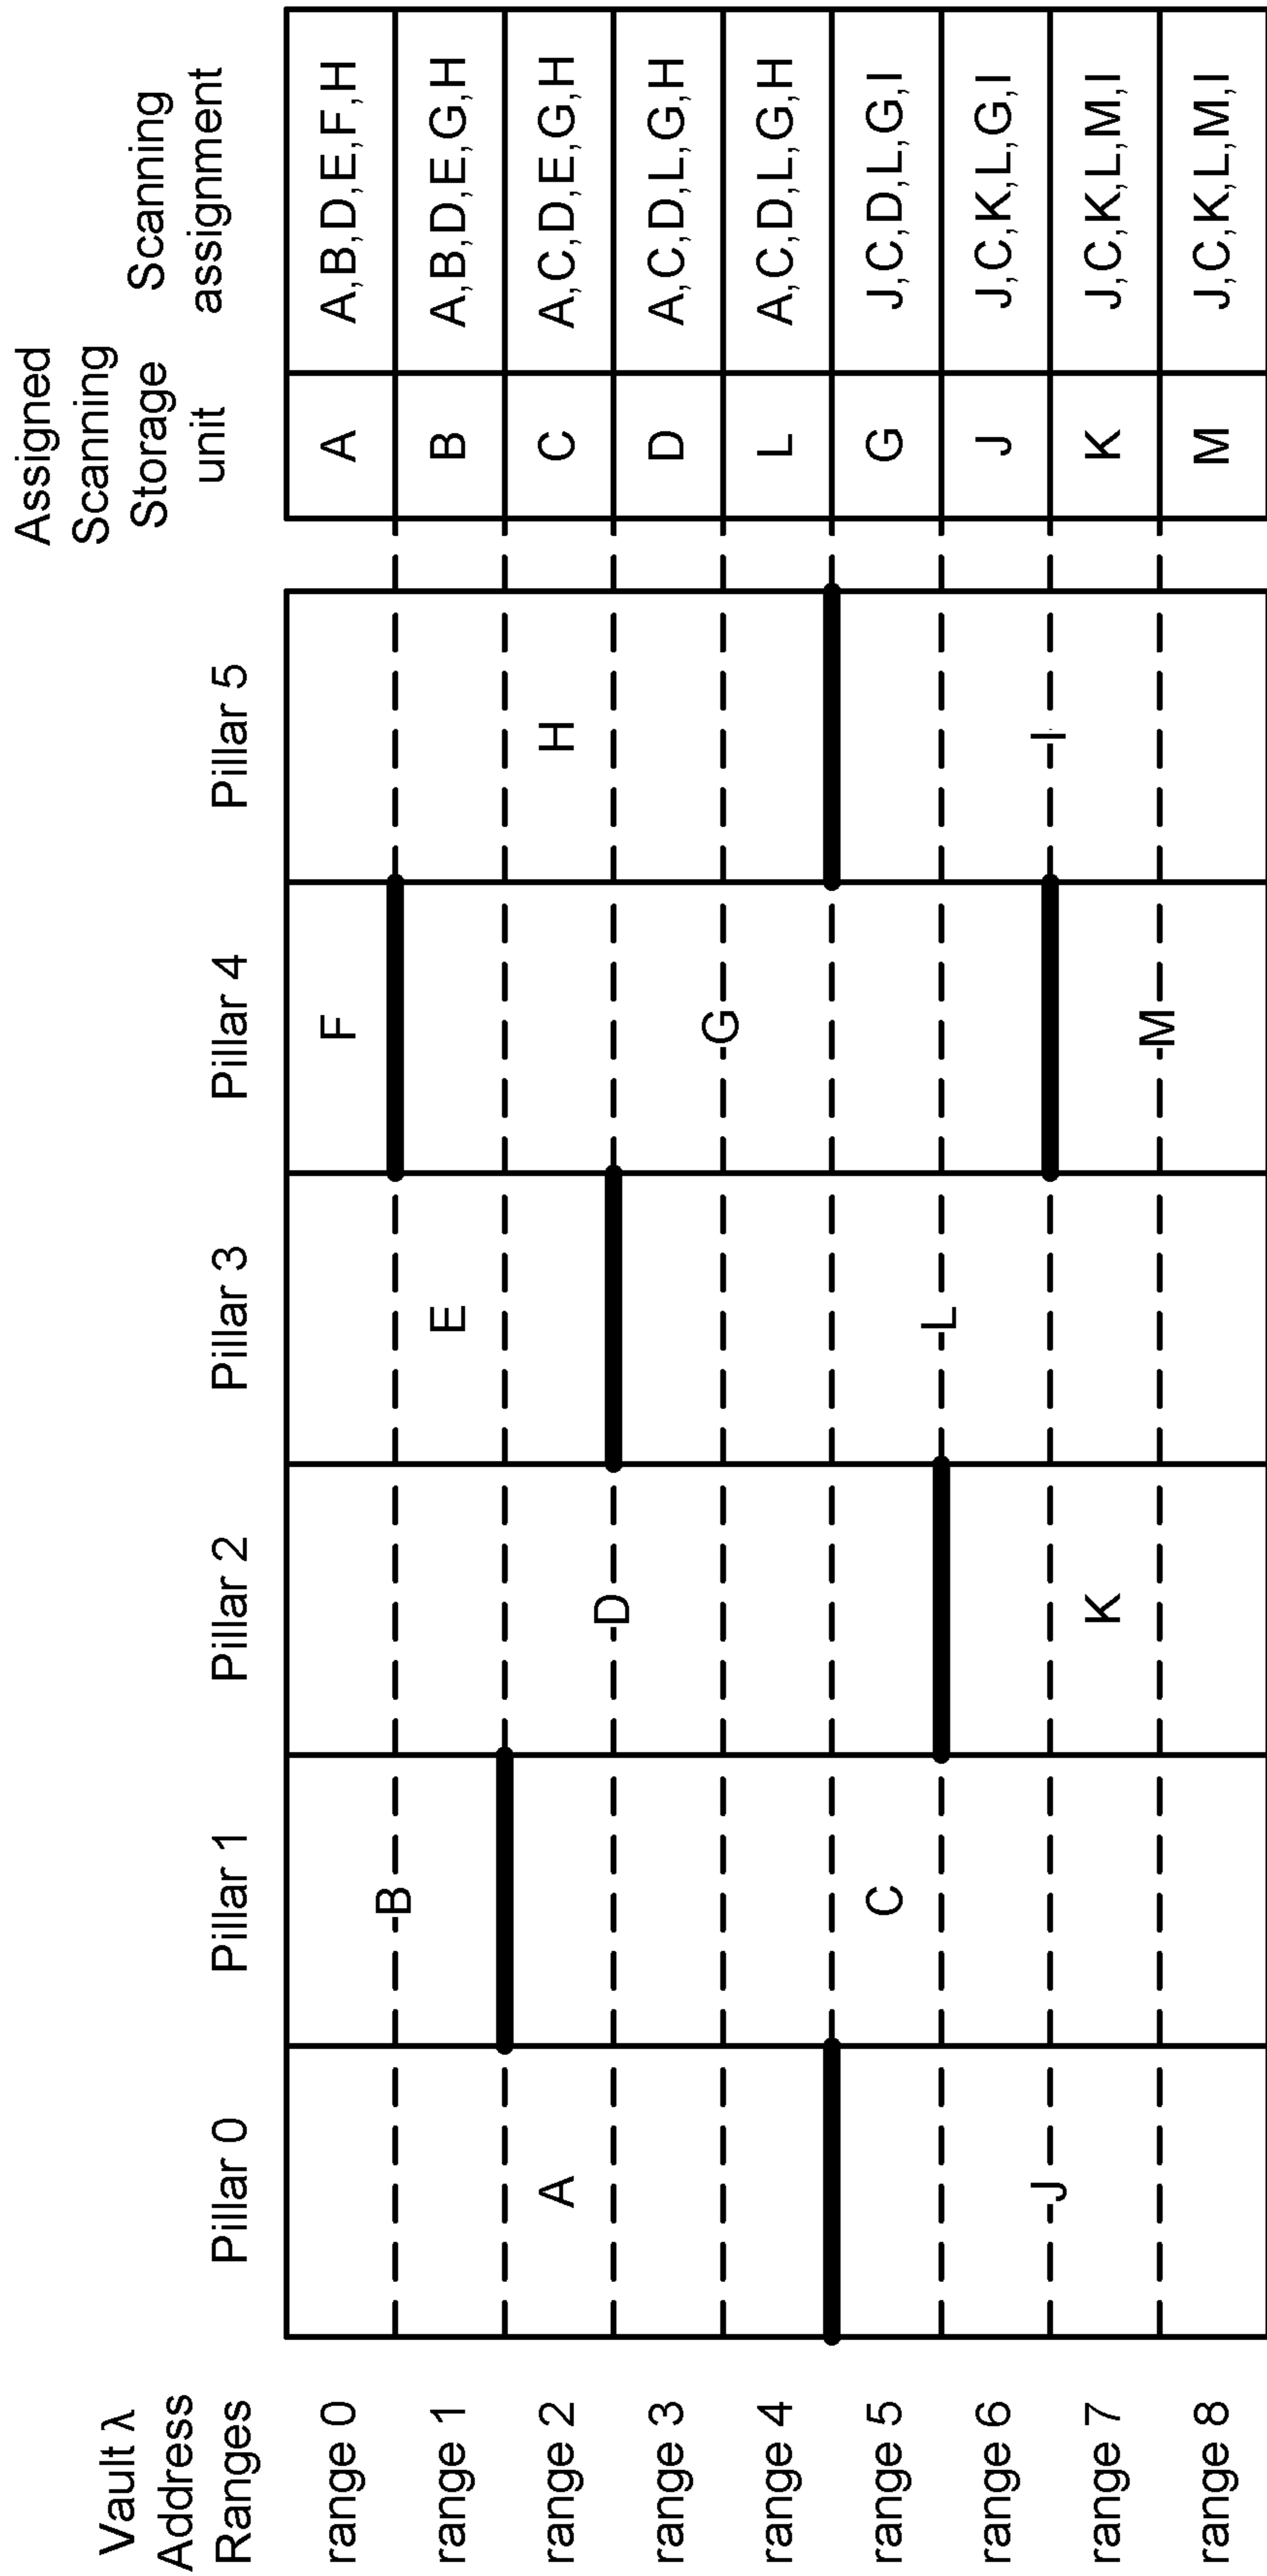 Vault λ
Address
Ranges
Pillar 0
Pillar 1
Pillar 2
Pillar 3
Pillar 4
Pillar 5
Assigned
Scanning
Storage
unit
Scanning
assignment
range 0
F
A
A,B,D,E,F,H
B
range 1
E
B
A,B,D,E,G,H
range 2
A
H
C
A,C,D,E,G,H
D
range 3
D
A,C,D,L,G,H
G
range 4
L
A,C,D,L,G,H
range 5
C
G
J,C,D,L,G,I
L
range 6
J
J,C,K,L,G,I
J
I
range 7
K
K
J,C,K,L,M,I
M
range 8
M
J,C,K,L,M,I